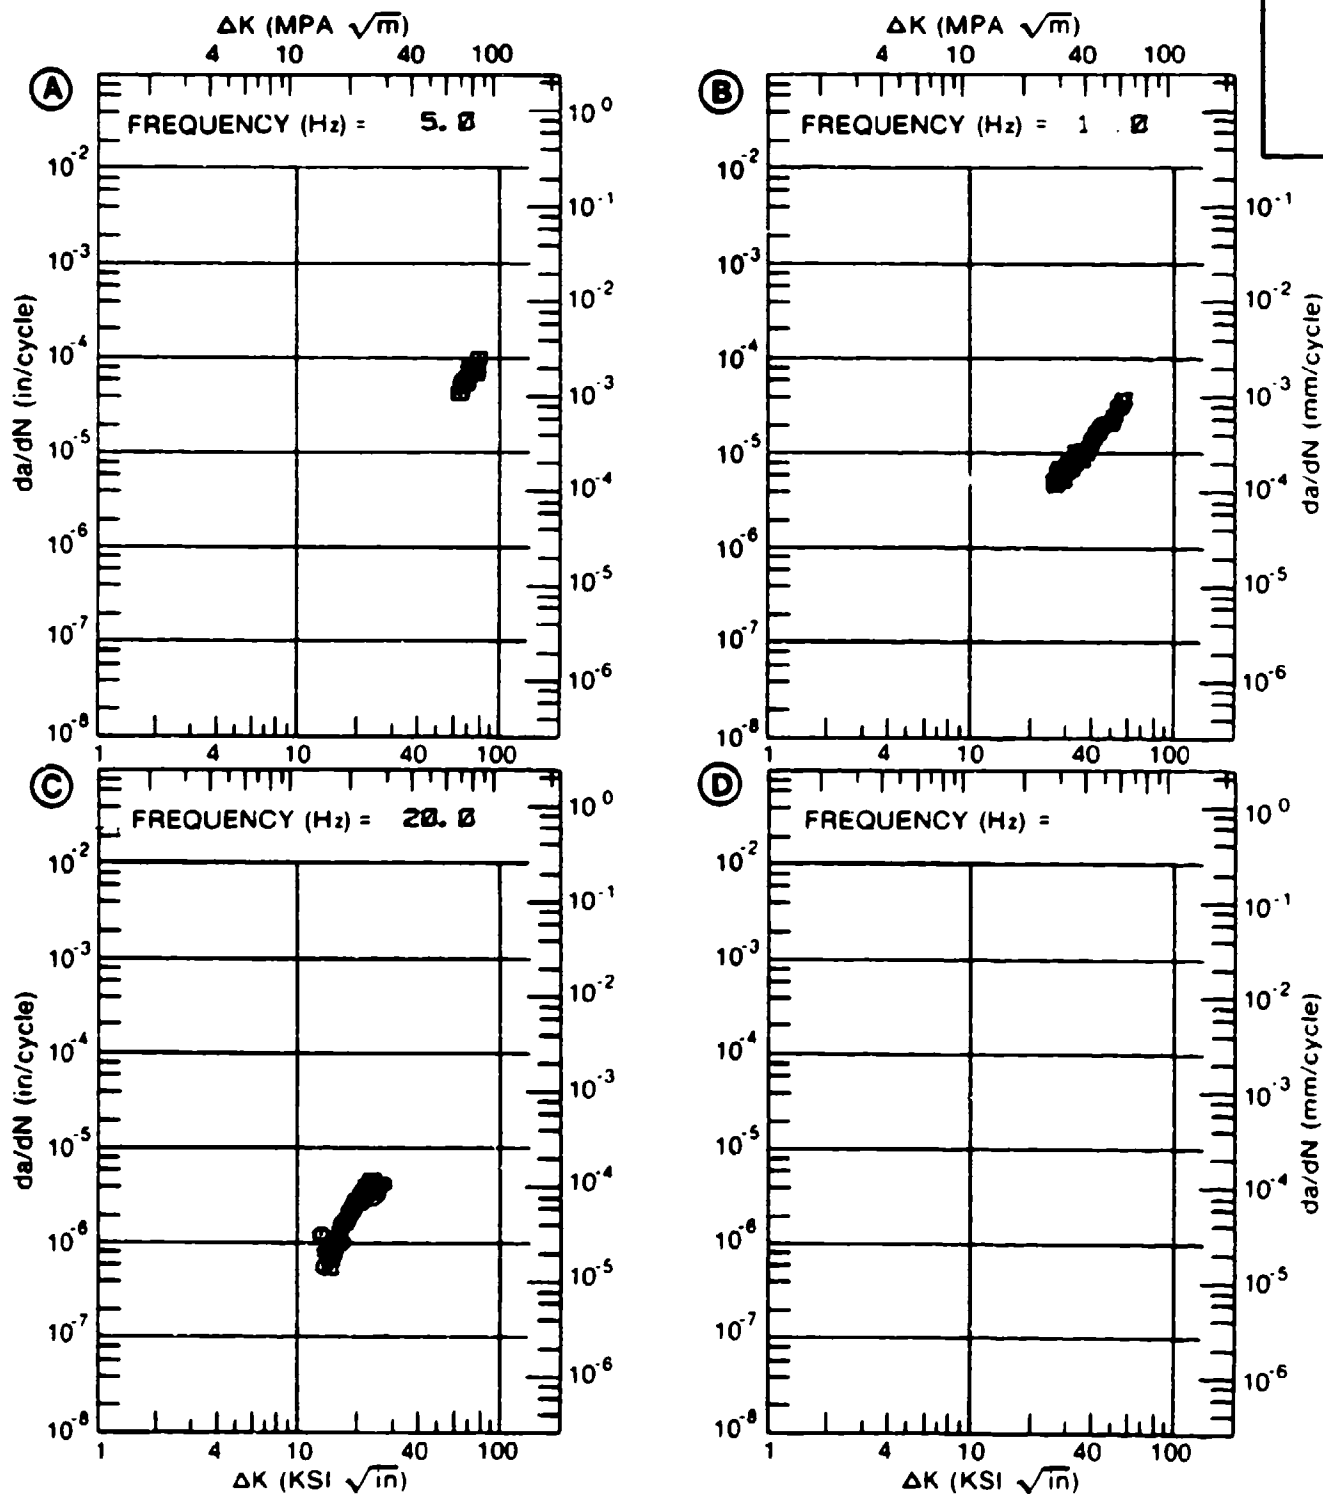 ΔK (MPA √m) ΔK (MPA √m)
4 10 40 100 4 10 40 100
A B
FREQUENCY (Hz) = 5.0 FREQUENCY (Hz) = 1 .0
10⁰
10⁻² 10⁻²
10⁻¹ 10⁻¹
10⁻³ 10⁻³
10⁻² 10⁻²
10⁻⁴ 10⁻⁴
10⁻³ 10⁻³
10⁻⁵ 10⁻⁵
10⁻⁴ 10⁻⁴
10⁻⁶ 10⁻⁶
10⁻⁵ 10⁻⁵
10⁻⁷ 10⁻⁷
10⁻⁶ 10⁻⁶
10⁻⁸ 10⁻⁸
da/dN (in/cycle) da/dN (mm/cycle)
1 4 10 40 100 1 4 10 40 100
C D
FREQUENCY (Hz) = 20.0 FREQUENCY (Hz) =
10⁰ 10⁰
10⁻² 10⁻²
10⁻¹ 10⁻¹
10⁻³ 10⁻³
10⁻² 10⁻²
10⁻⁴ 10⁻⁴
10⁻³ 10⁻³
10⁻⁵ 10⁻⁵
10⁻⁴ 10⁻⁴
10⁻⁶ 10⁻⁶
10⁻⁵ 10⁻⁵
10⁻⁷ 10⁻⁷
10⁻⁶ 10⁻⁶
10⁻⁸ 10⁻⁸
da/dN (in/cycle) da/dN (mm/cycle)
1 4 10 40 100 1 4 10 40 100
ΔK (KSI √in) ΔK (KSI √in)